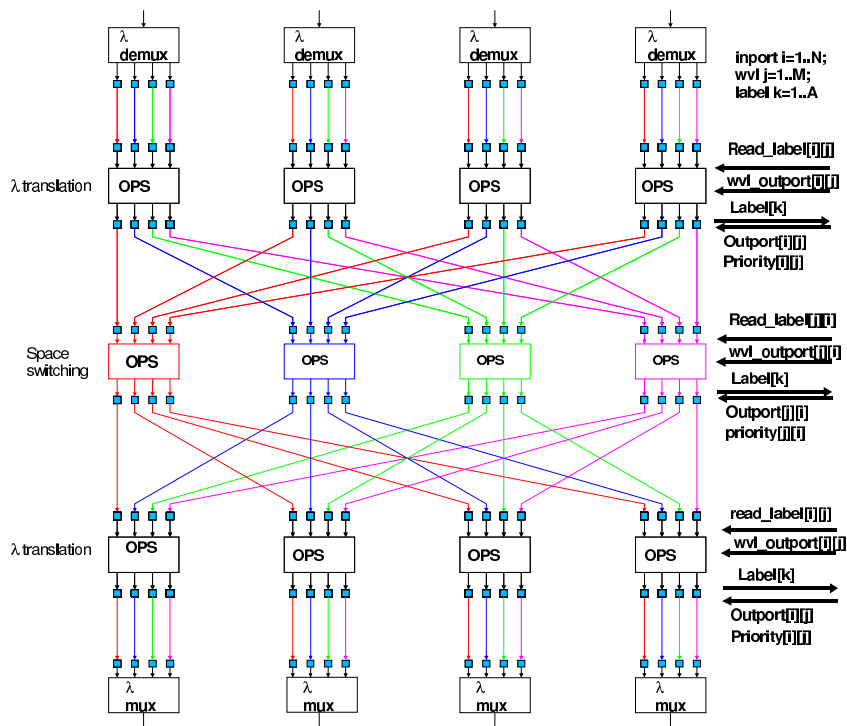 λ λ λ λ
demux demux demux demux
inport i=1..N;
wvl j=1..M;
label k=1..A
Read_label[i][j]
λ translation OPS OPS OPS OPS
wvl_outport[i][j]
Label[k]
Outport[i][j]
Priority[i][j]
Read_label[j][i]
Space
switching
OPS OPS OPS OPS
wvl_outport[j][i]
Label[k]
Outport[j][i]
priority[j][i]
read_label[i][j]
λ translation OPS OPS OPS OPS
wvl_outport[i][j]
Label[k]
Outport[i][j]
Priority[i][j]
λ λ λ λ
mux mux mux mux